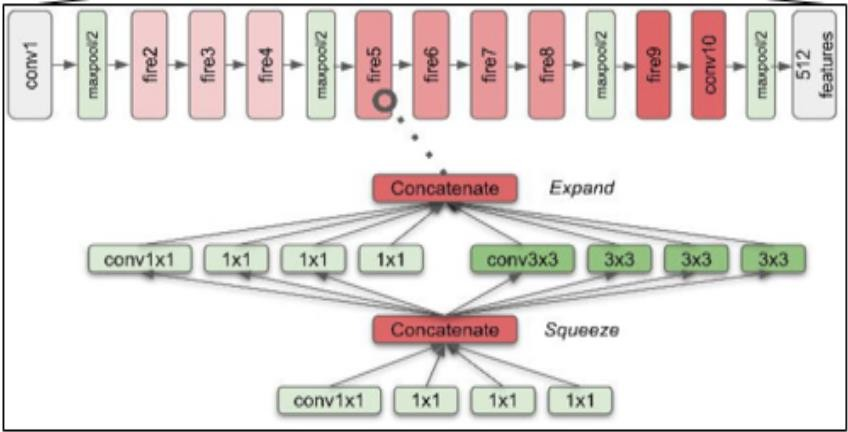 conv1
maxpool/2
fire2
fire3
fire4
maxpool/2
fire5
fire6
fire7
fire8
maxpool/2
fire9
conv10
maxpool/2
512
features
Concatenate Expand
conv1x1 1x1 1x1 1x1 conv3x3 3x3 3x3 3x3
Concatenate Squeeze
conv1x1 1x1 1x1 1x1